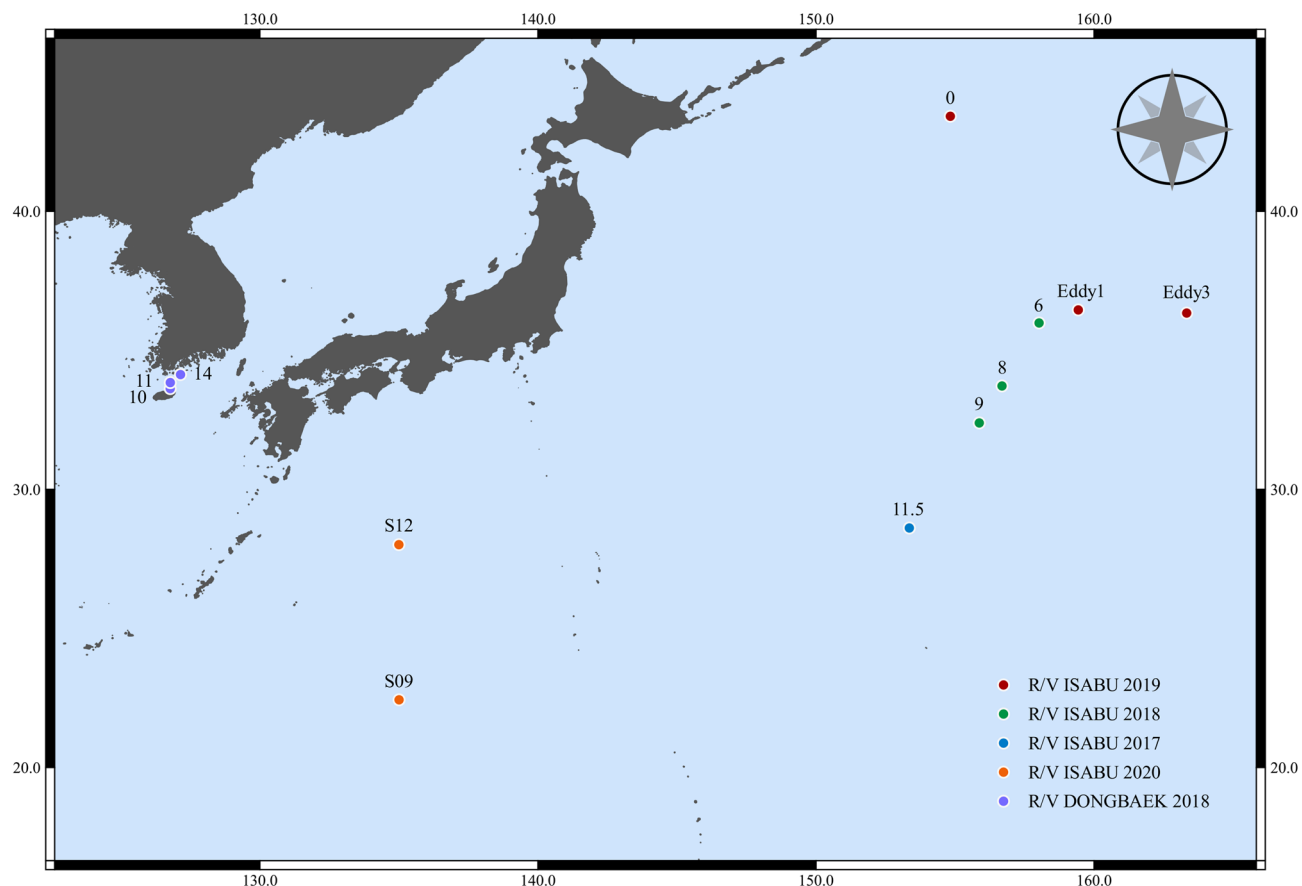 130.0
140.0
150.0
160.0
0
40.0
40.0
Eddy1
Eddy3
6
8
14
11
10
9
30.0
30.0
11.5
S12
S09
R/V ISABU 2019
R/V ISABU 2018
R/V ISABU 2017
20.0
20.0
R/V ISABU 2020
R/V DONGBAEK 2018
130.0
140.0
150.0
160.0